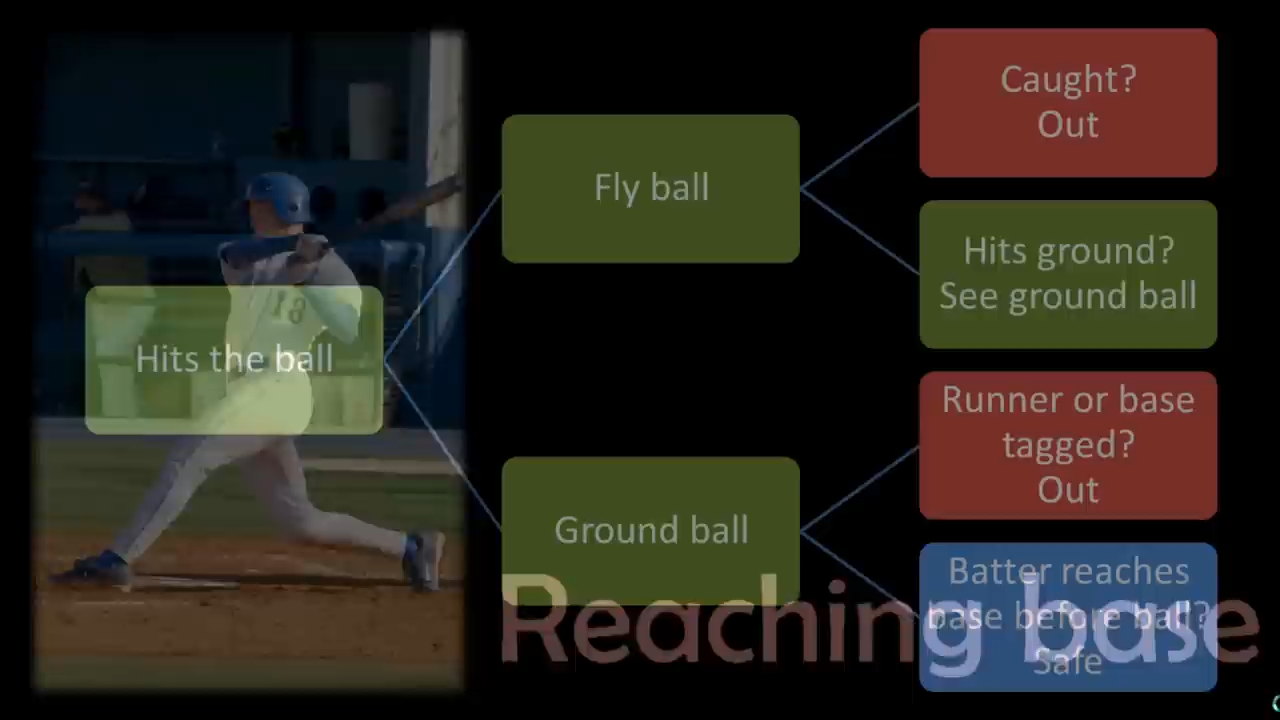 Hits the ball
Fly ball
Ground ball
Caught?
Out
Hits ground?
See ground ball
Runner or base
tagged?
Out
Batter reaches
base before ball?
Safe
Reaching base
13